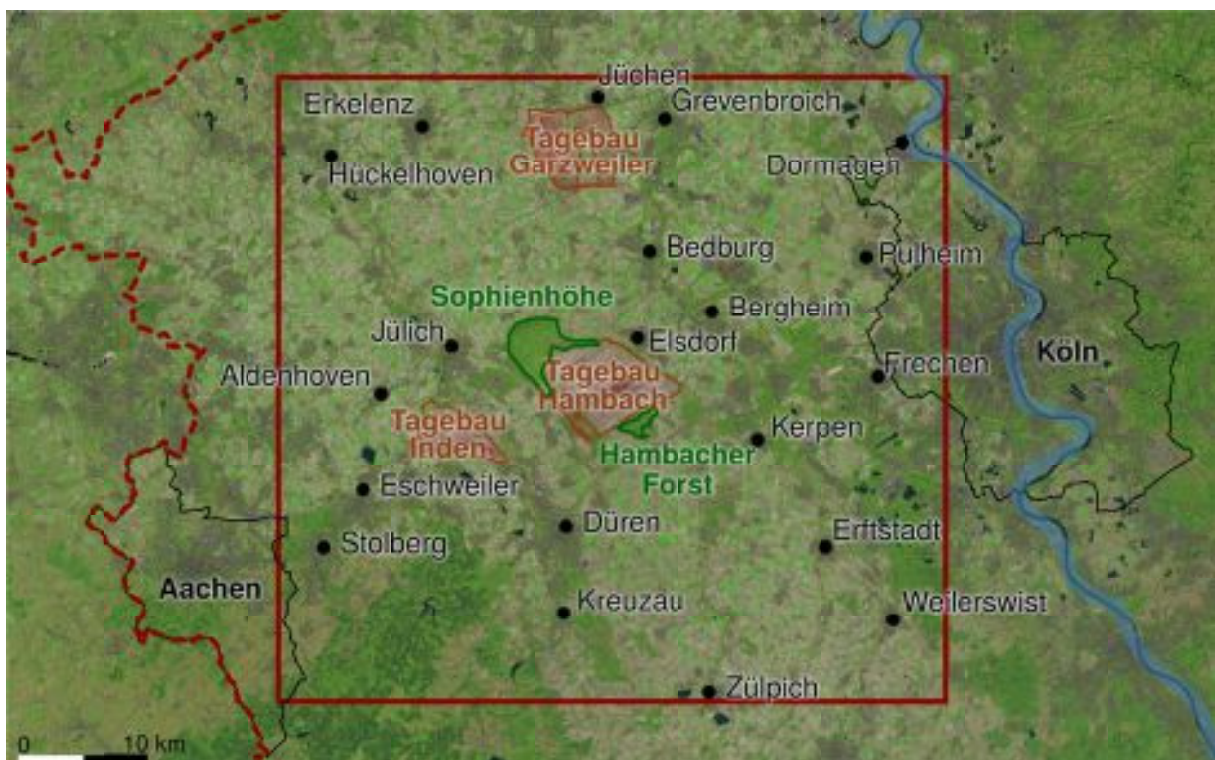 Jüchen
Erkelenz
Grevenbroich
Tagebau
Garzweiler
Hückelhoven
Dormagen
Bedburg
Pulheim
Sophienhöhe
Bergheim
Jülich
Elsdorf
Köln
Frechen
Aldenhoven
Tagebau
Hambach
Tagebau
Inden
Kerpen
Hambacher
Forst
Eschweiler
Düren
Erftstadt
Stolberg
Aachen
Kreuzau
Weilerswist
Zülpich
0 10 km